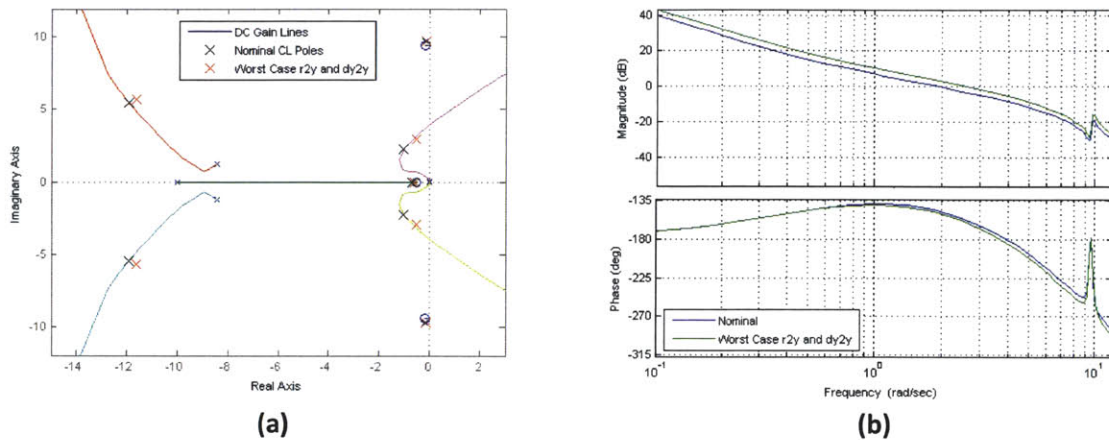 DC Gain Lines
Nominal CL Poles
Worst Case r2y and dy2y
Imaginary Axis
10
5
0
-5
-10
-14 -12 -10 -8 -6 -4 -2 0 2
Real Axis
(a)
Magnitude (dB)
40
20
0
-20
-40
Phase (deg)
-135
-180
-225
-270
-315
Nominal
Worst Case r2y and dy2y
10⁻¹ 10⁰ 10¹
Frequency (rad/sec)
(b)